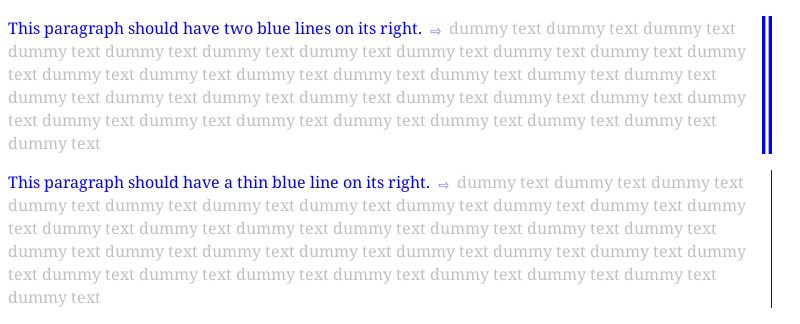 This paragraph should have two blue lines on its right. ⇨ dummy text dummy text dummy text
dummy text dummy text dummy text dummy text dummy text dummy text dummy text dummy
text dummy text dummy text dummy text dummy text dummy text dummy text dummy text
dummy text dummy text dummy text dummy text dummy text dummy text dummy text dummy
text dummy text dummy text dummy text dummy text dummy text dummy text dummy text
dummy text
This paragraph should have a thin blue line on its right. ⇨ dummy text dummy text dummy text
dummy text dummy text dummy text dummy text dummy text dummy text dummy text dummy
text dummy text dummy text dummy text dummy text dummy text dummy text dummy text
dummy text dummy text dummy text dummy text dummy text dummy text dummy text dummy
text dummy text dummy text dummy text dummy text dummy text dummy text dummy text
dummy text